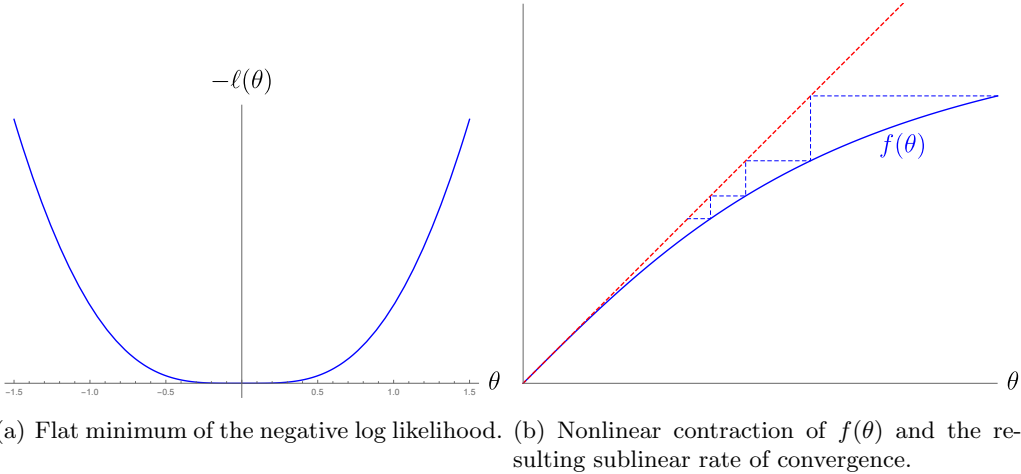 −ℓ(θ)
f(θ)
−1.5 −1.0 −0.5 0.5 1.0 1.5 θ
θ
a) Flat minimum of the negative log likelihood.
(b) Nonlinear contraction of f(θ) and the re-
sulting sublinear rate of convergence.